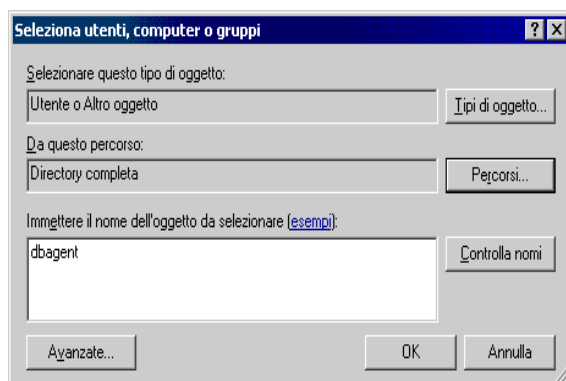 Seleziona utenti, computer o gruppi
Selezionare questo tipo di oggetto:
Utente o Altro oggetto
Tipi di oggetto...
Da questo percorso:
Directory completa
Percorsi...
Immettere il nome dell'oggetto da selezionare (esempi):
dbagent
Controlla nomi
Avanzate...
OK
Annulla